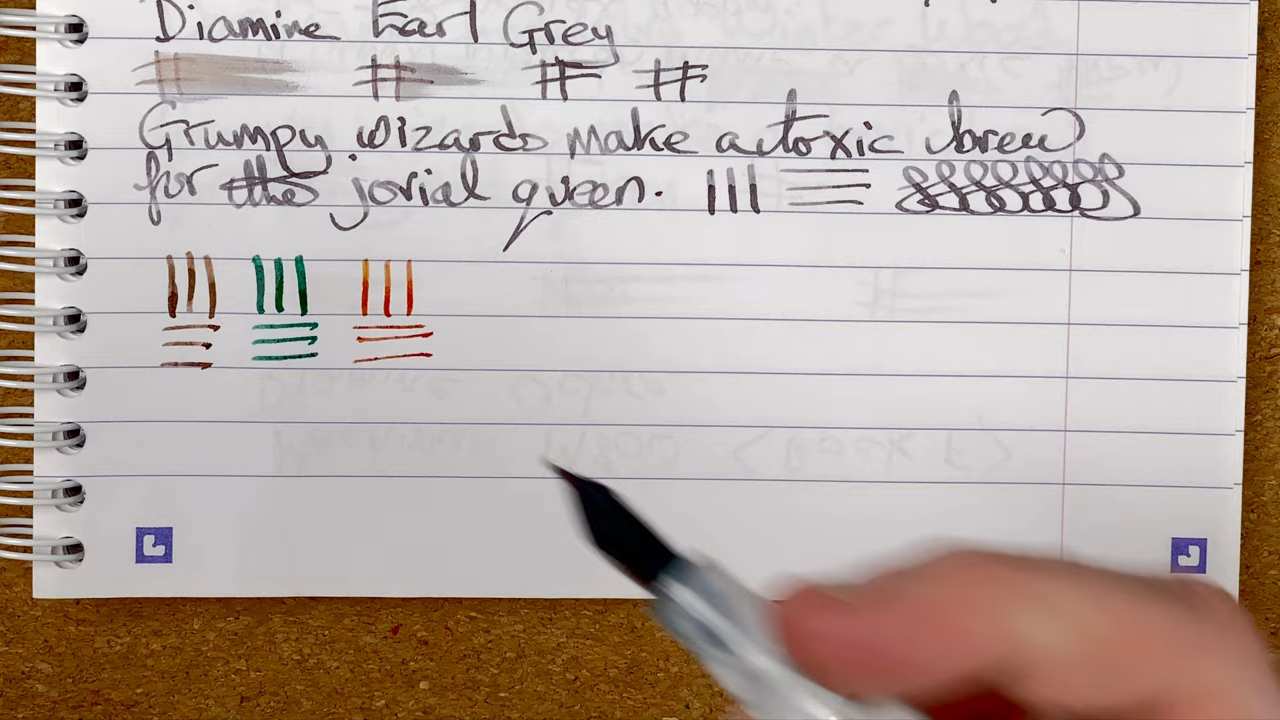 Diamine Earl Grey
Grumpy wizards make a toxic brew
for the jovial queen.